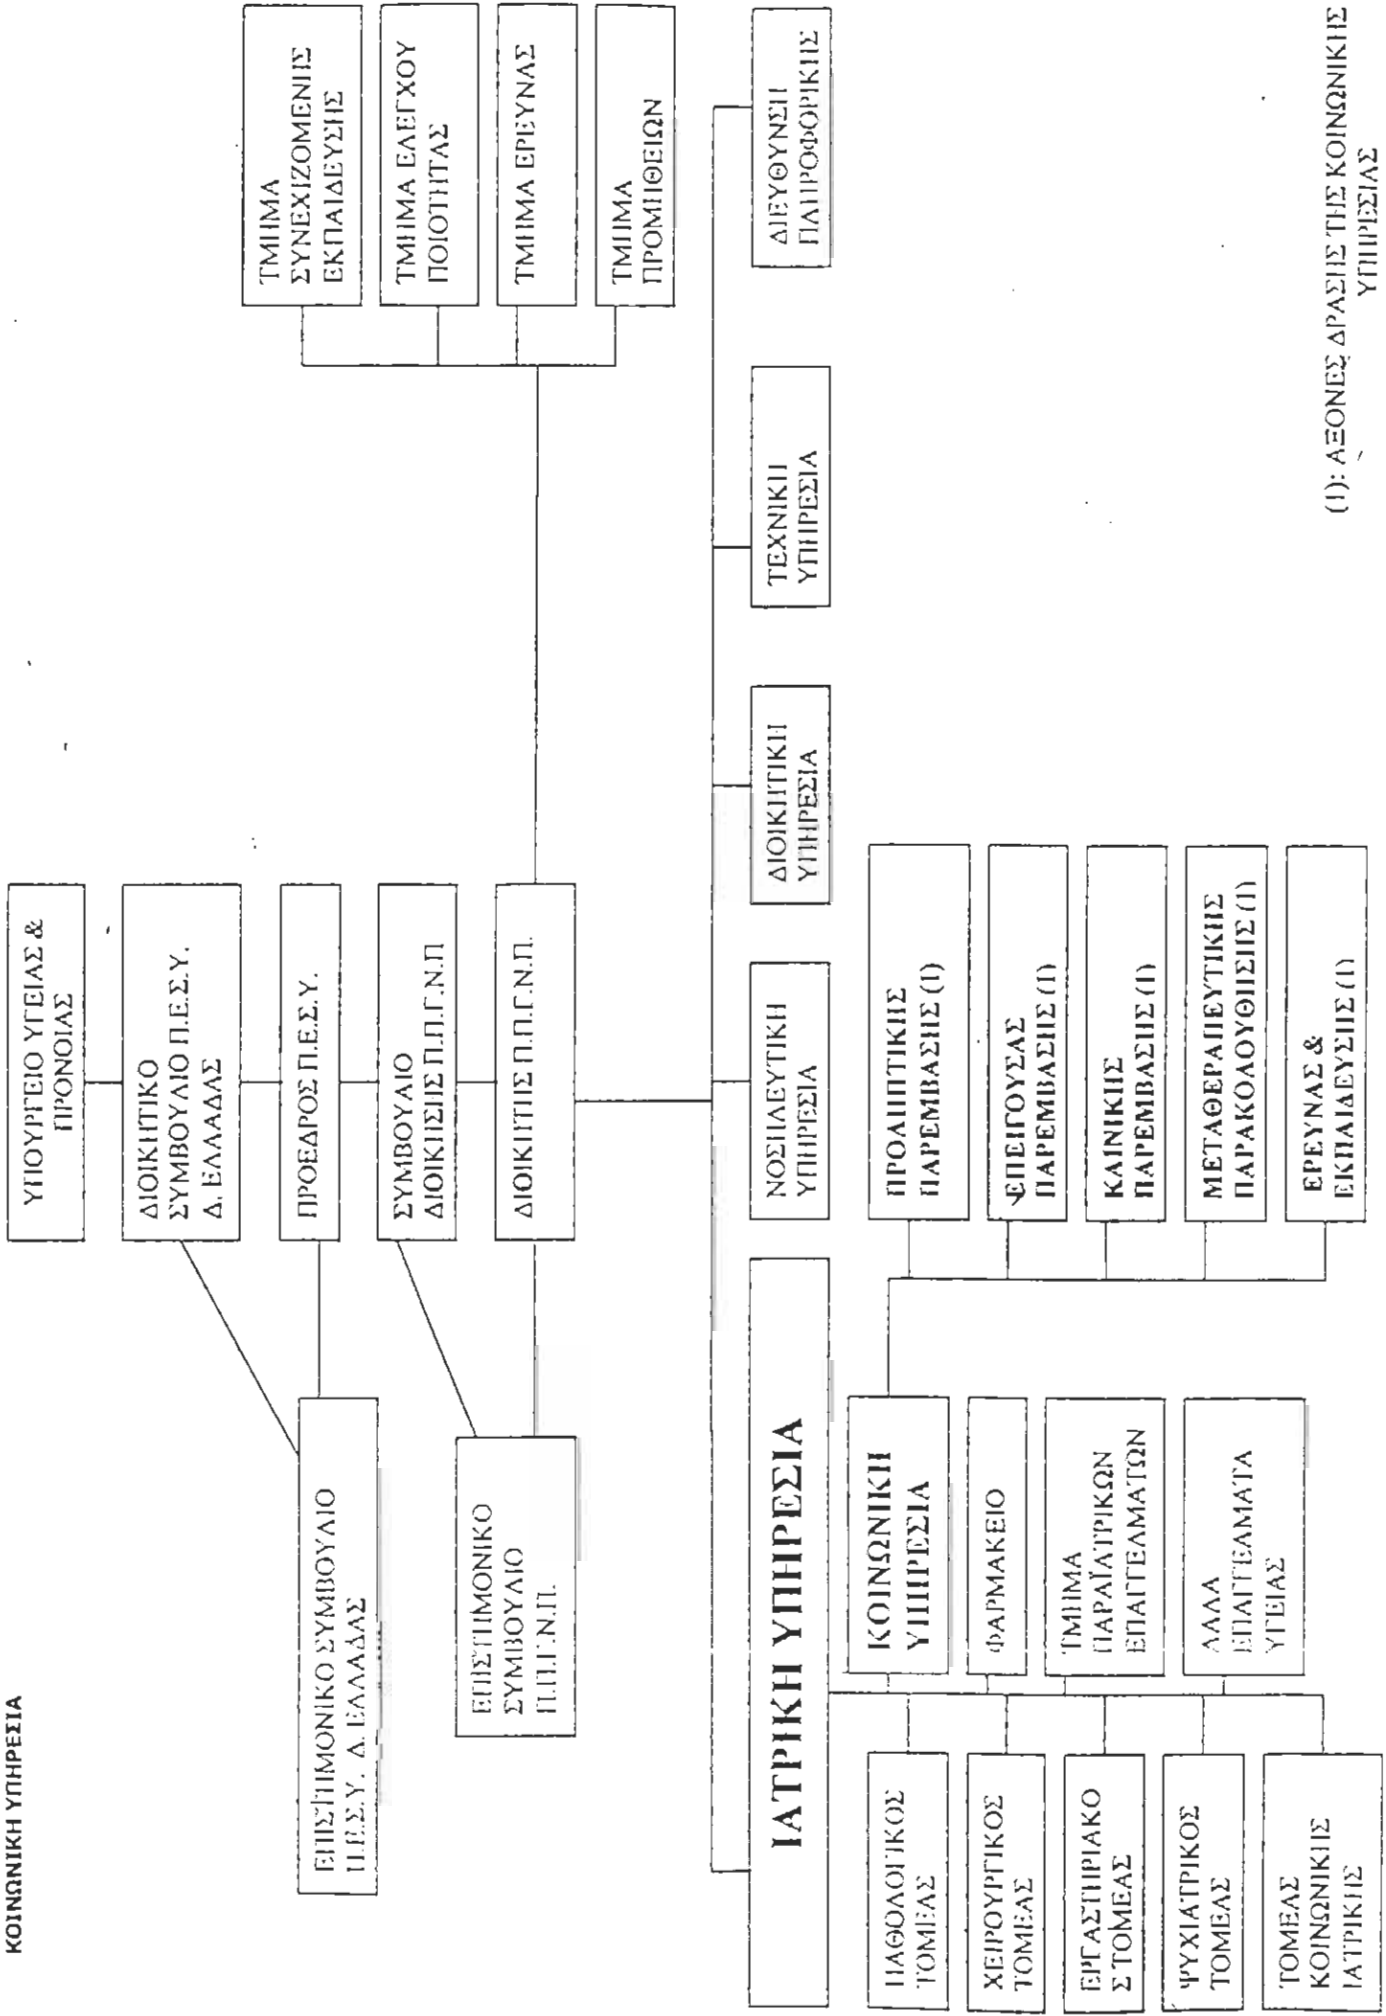 ΚΟΙΝΩΝΙΚΗ ΥΠΗΡΕΣΙΑ
ΥΠΟΥΡΓΕΙΟ ΥΓΕΙΑΣ &
ΠΡΟΝΟΙΑΣ
ΔΙΟΙΚΗΤΙΚΟ
ΣΥΜΒΟΥΛΙΟ Π.Ε.Σ.Υ.
Δ. ΕΛΛΑΔΑΣ
ΠΡΟΕΔΡΟΣ Π.Ε.Σ.Υ.
ΕΠΙΣΤΗΜΟΝΙΚΟ ΣΥΜΒΟΥΛΙΟ
Π.Ε.Σ.Υ. Δ. ΕΛΛΑΔΑΣ
ΣΥΜΒΟΥΛΙΟ
ΔΙΟΙΚΗΣΗΣ Π.Π.Γ.Ν.Π
ΔΙΟΙΚΗΤΗΣ Π.Π.Γ.Ν.Π.
ΕΠΙΣΤΗΜΟΝΙΚΟ
ΣΥΜΒΟΥΛΙΟ
Π.Π.Γ.Ν.Π.
ΤΜΗΜΑ
ΣΥΝΕΧΙΖΟΜΕΝΗΣ
ΕΚΠΑΙΔΕΥΣΗΣ
ΤΜΗΜΑ ΕΛΕΓΧΟΥ
ΠΟΙΟΤΗΤΑΣ
ΤΜΗΜΑ ΕΡΕΥΝΑΣ
ΤΜΗΜΑ
ΠΡΟΜΗΘΕΙΩΝ
ΙΑΤΡΙΚΗ ΥΠΗΡΕΣΙΑ
ΝΟΣΗΛΕΥΤΙΚΗ
ΥΠΗΡΕΣΙΑ
ΔΙΟΙΚΗΤΙΚΗ
ΥΠΗΡΕΣΙΑ
ΤΕΧΝΙΚΗ
ΥΠΗΡΕΣΙΑ
ΔΙΕΥΘΥΝΣΗ
ΠΛΗΡΟΦΟΡΙΚΗΣ
ΠΑΘΟΛΟΓΙΚΟΣ
ΤΟΜΕΑΣ
ΧΕΙΡΟΥΡΓΙΚΟΣ
ΤΟΜΕΑΣ
ΕΡΓΑΣΤΗΡΙΑΚΟ
Σ ΤΟΜΕΑΣ
ΨΥΧΙΑΤΡΙΚΟΣ
ΤΟΜΕΑΣ
ΤΟΜΕΑΣ
ΚΟΙΝΩΝΙΚΗΣ
ΙΑΤΡΙΚΗΣ
ΚΟΙΝΩΝΙΚΗ
ΥΠΗΡΕΣΙΑ
ΦΑΡΜΑΚΕΙΟ
ΤΜΗΜΑ
ΠΑΡΑΪΑΤΡΙΚΩΝ
ΕΠΑΓΓΕΛΜΑΤΩΝ
ΑΛΛΑ
ΕΠΑΓΓΕΛΜΑΤΑ
ΥΓΕΙΑΣ
ΠΡΟΛΗΠΤΙΚΗΣ
ΠΑΡΕΜΒΑΣΗΣ (1)
ΕΠΕΙΓΟΥΣΑΣ
ΠΑΡΕΜΒΑΣΗΣ (1)
ΚΛΙΝΙΚΗΣ
ΠΑΡΕΜΒΑΣΗΣ (1)
ΜΕΤΑΘΕΡΑΠΕΥΤΙΚΗΣ
ΠΑΡΑΚΟΛΟΥΘΗΣΗΣ (1)
ΕΡΕΥΝΑΣ &
ΕΚΠΑΙΔΕΥΣΗΣ (1)
(1): ΑΞΟΝΕΣ ΔΡΑΣΗΣ ΤΗΣ ΚΟΙΝΩΝΙΚΗΣ
ΥΠΗΡΕΣΙΑΣ